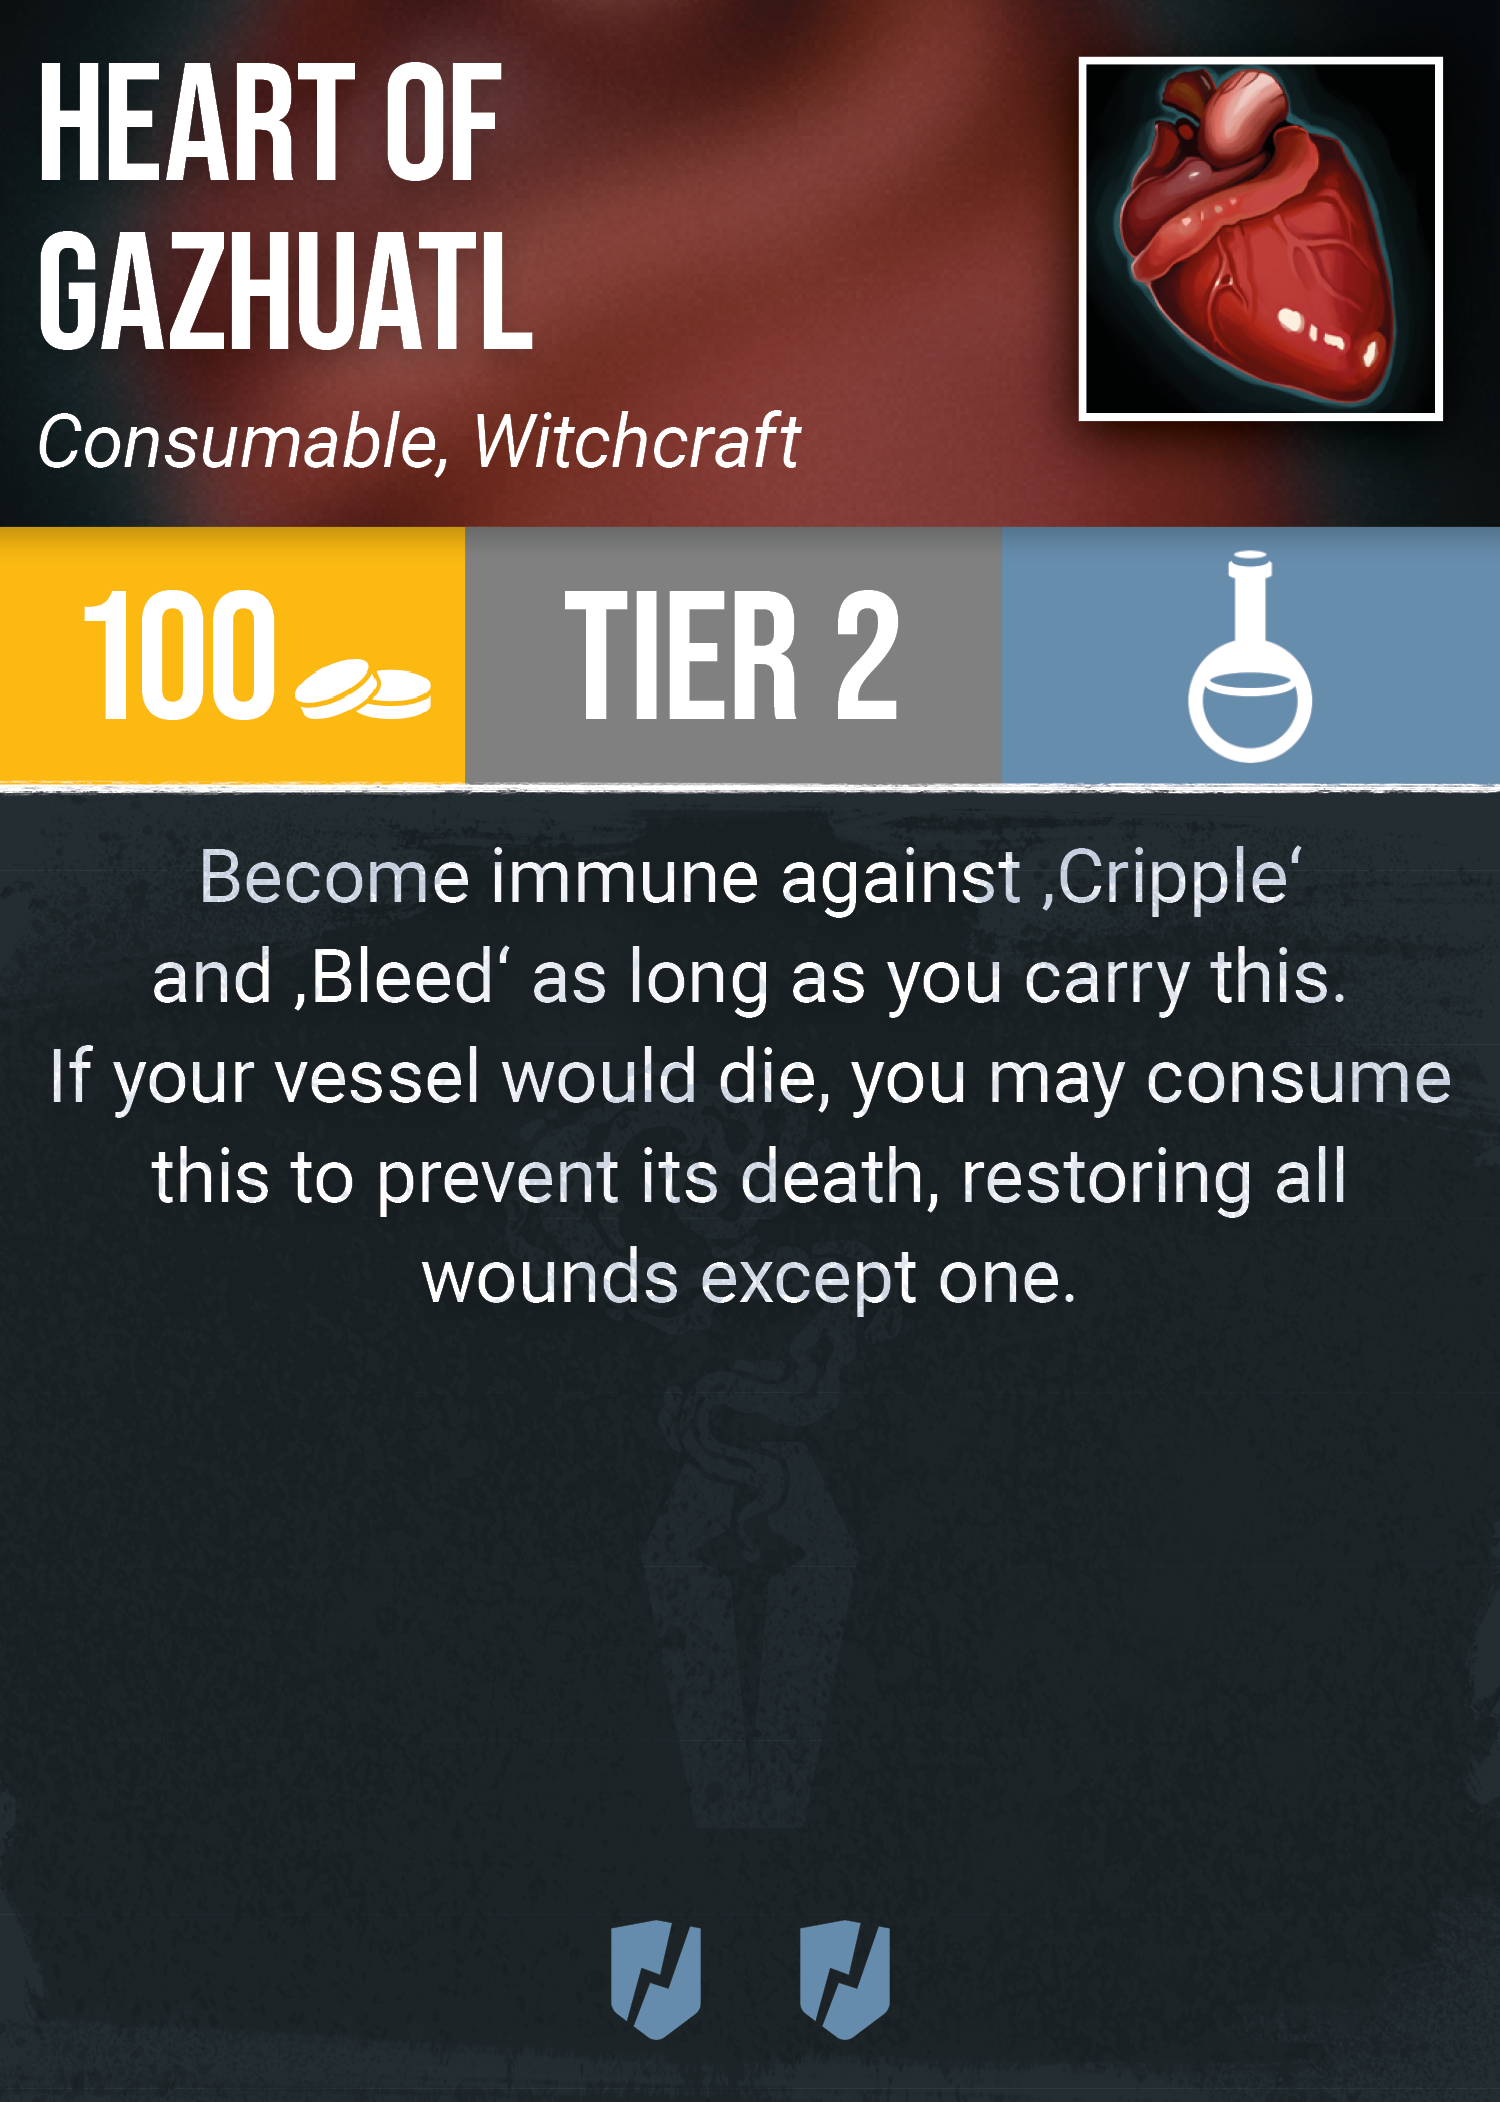 HEART OF
GAZHUATL
Consumable, Witchcraft
100
TIER 2
Become immune against ‚Cripple‘
and ‚Bleed‘ as long as you carry this.
If your vessel would die, you may consume
this to prevent its death, restoring all
wounds except one.